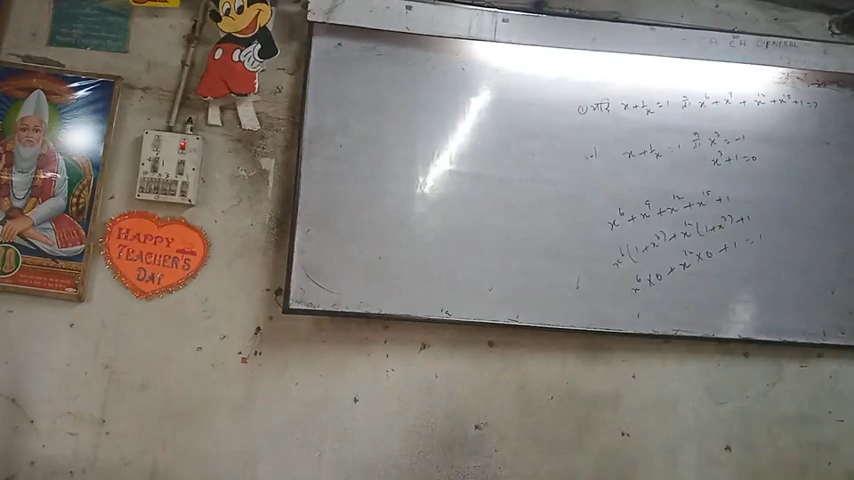 HAPPY
TEACHER'S
DAY
① यदि x + 1/x = 1 तो x⁶ + x⁹ + x¹² + x¹⁵ + 1 = ?
x + 1/x = 1 तो x³ = -1
x³ + 1 = 0
x⁶ + x⁹ + x¹² + x¹⁵ + 1
x⁶(1 + x³) + x¹²(1 + x³) + 1
x⁶ × 0 + x¹² × 0 + 1 = 1